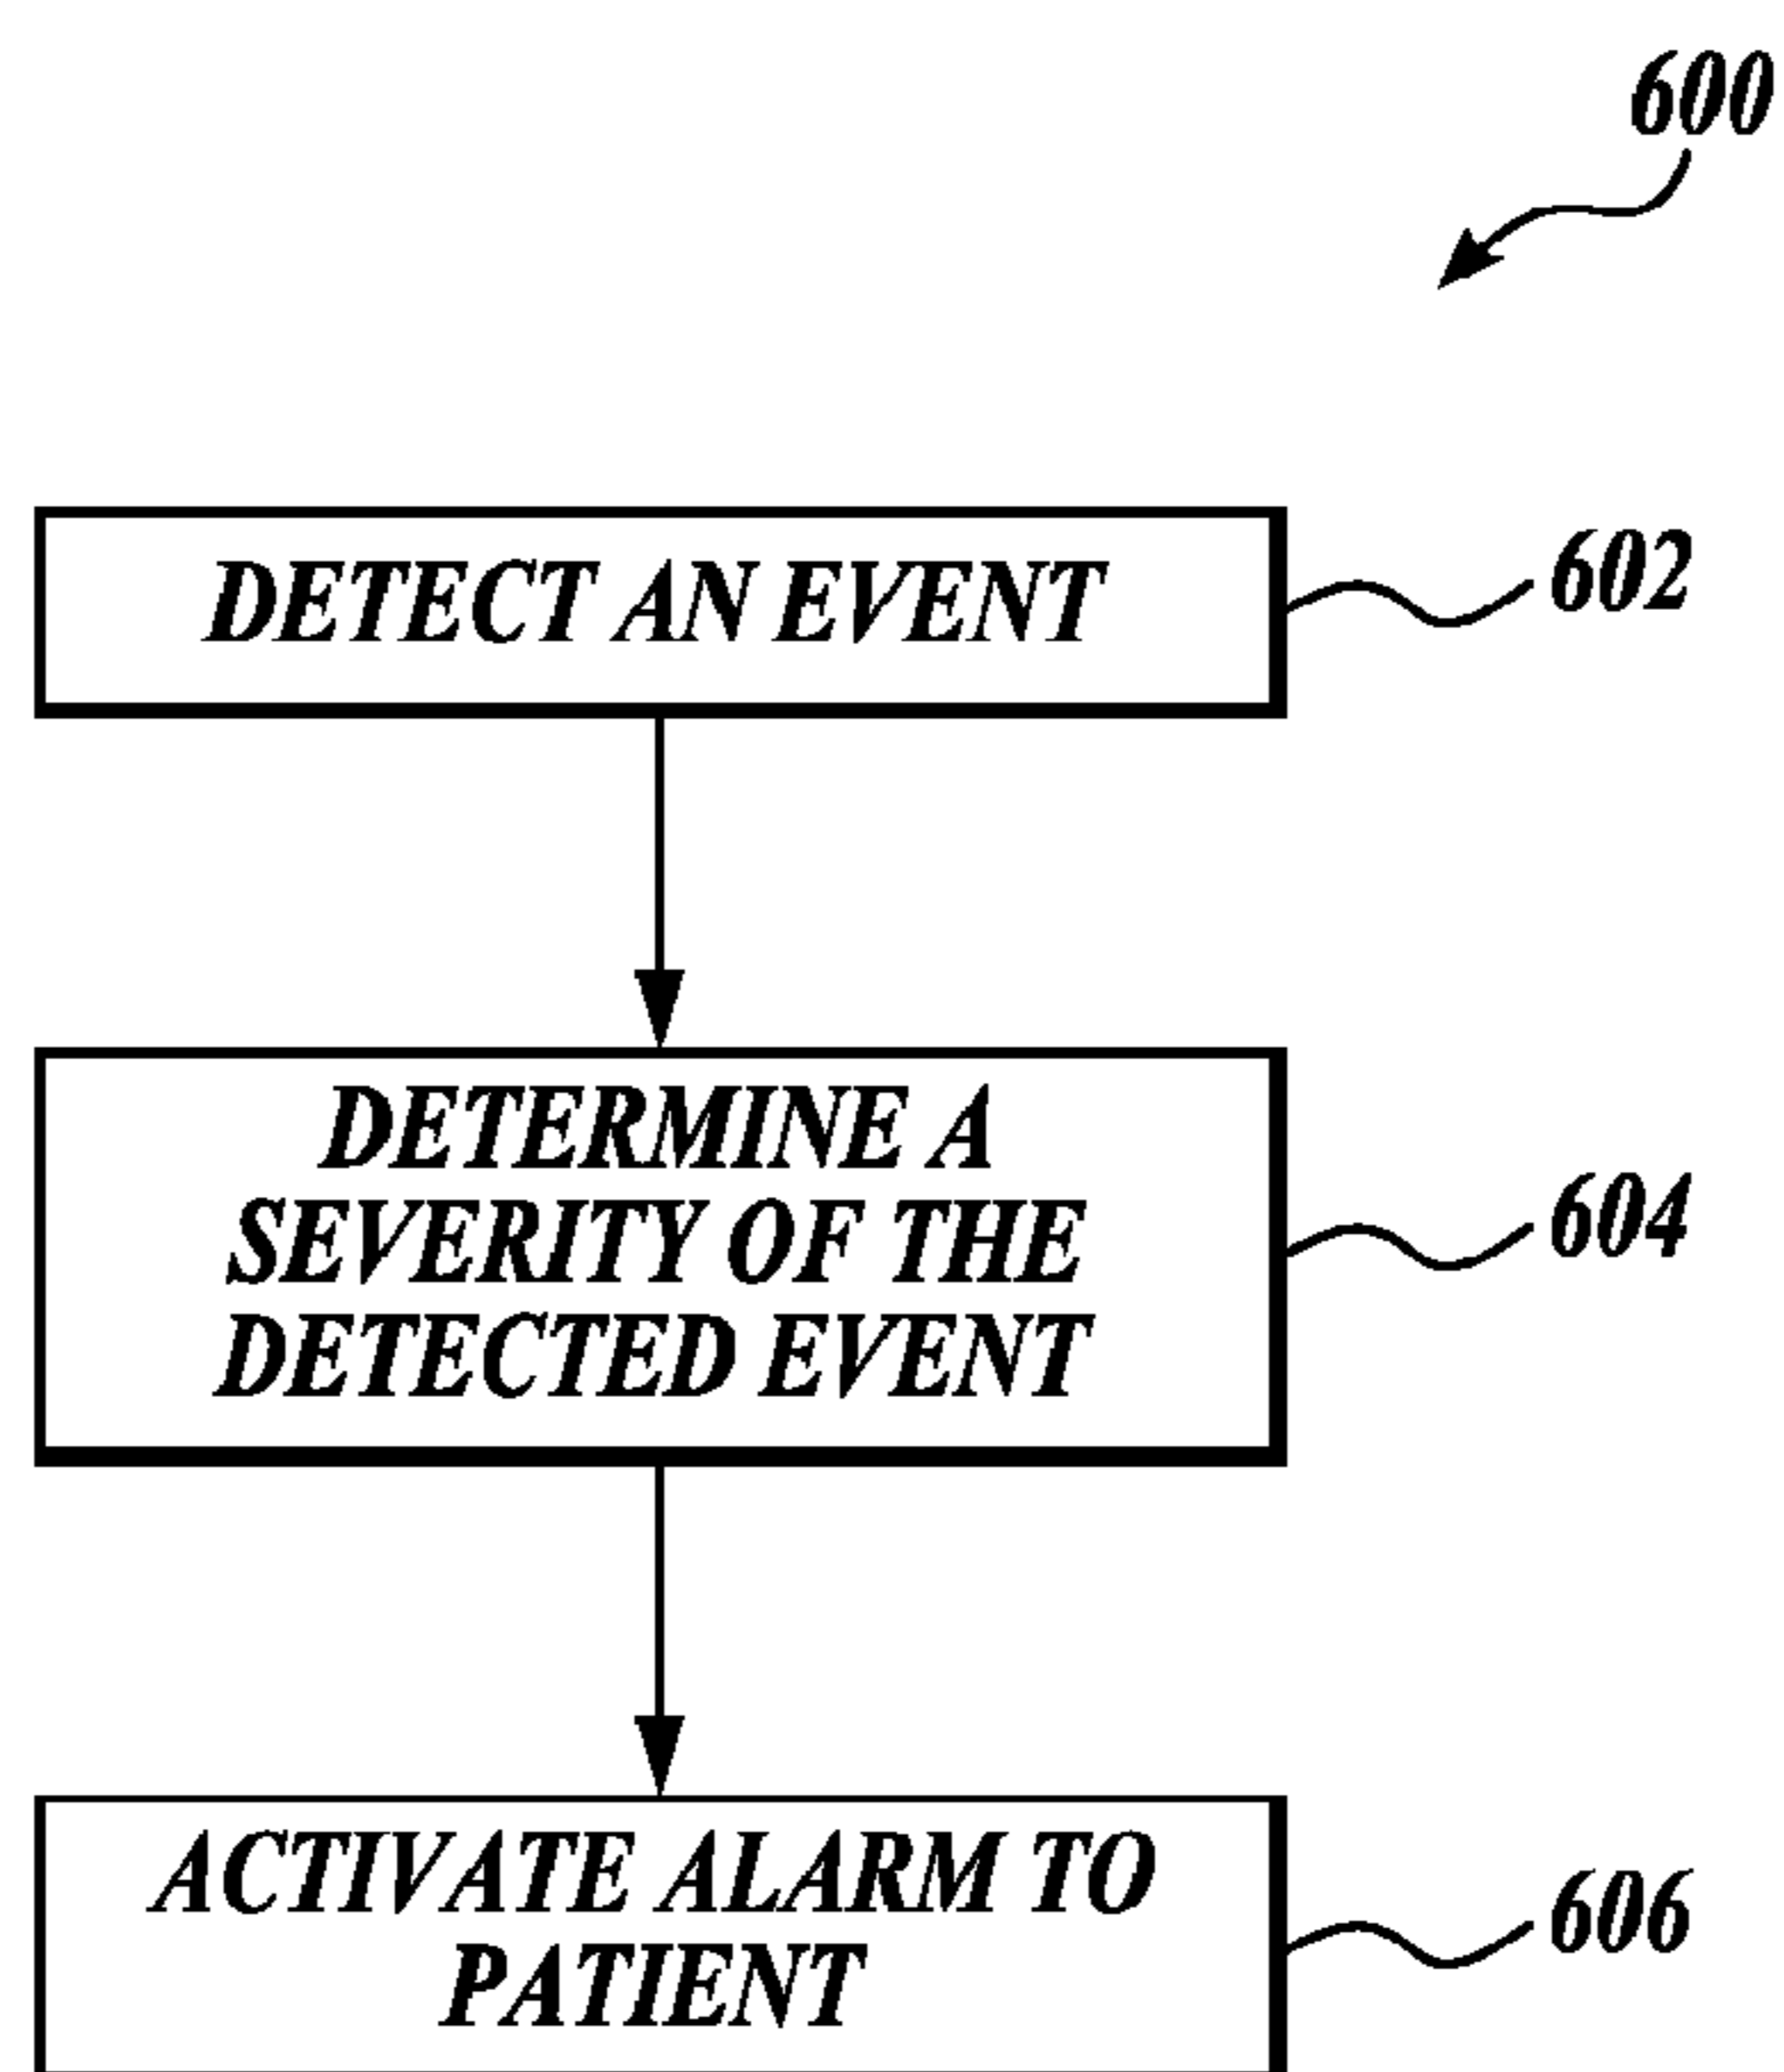 600
DETECT AN EVENT
602
DETERMINE A
SEVERITY OF THE
DETECTED EVENT
604
ACTIVATE ALARM TO
PATIENT
606